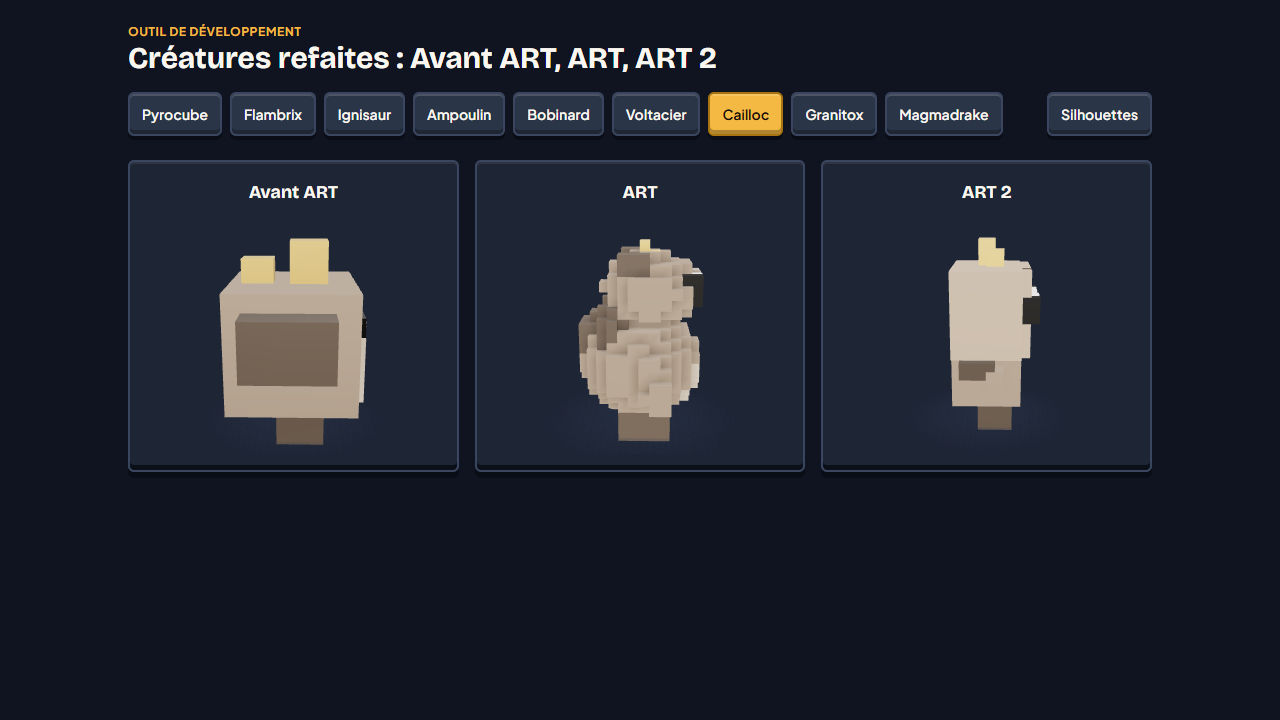 OUTIL DE DÉVELOPPEMENT
Créatures refaites : Avant ART, ART, ART 2
Pyrocube Flambrix Ignisaur Ampoulin Bobinard Voltacier Cailloc Granitox Magmadrake Silhouettes
Avant ART ART ART 2